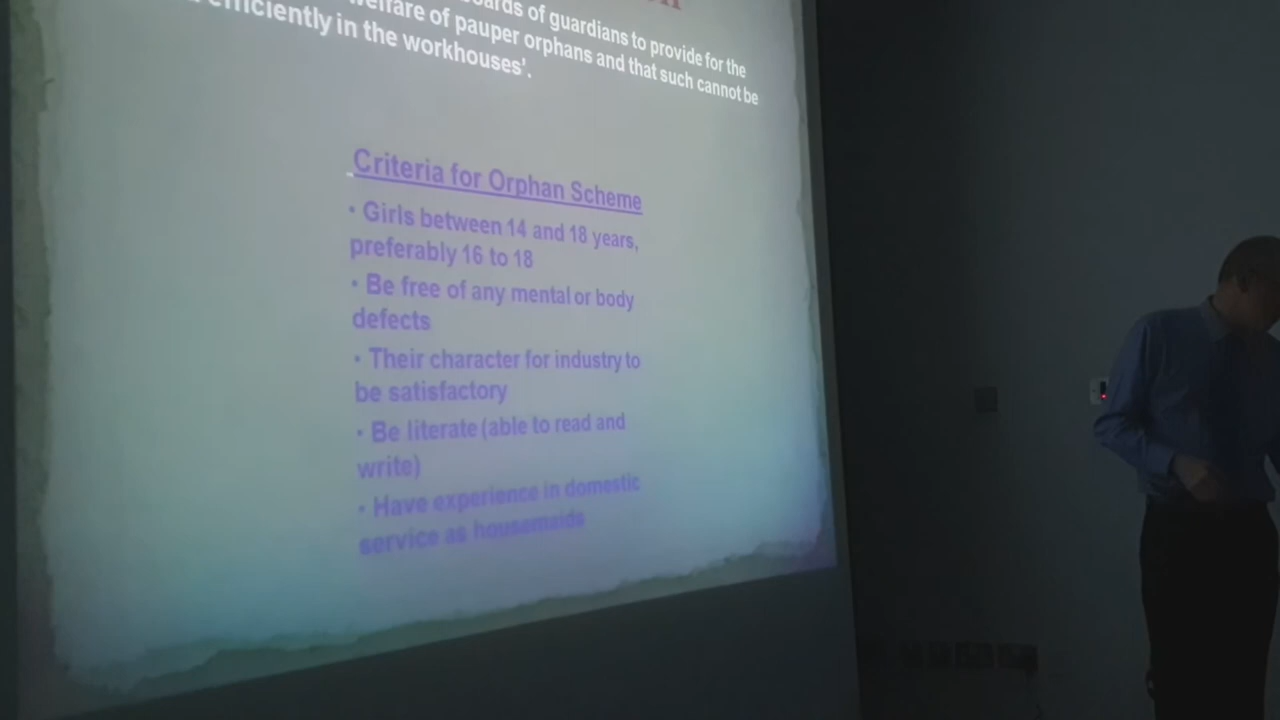 of guardians to provide for the
welfare of pauper orphans and that such cannot be
efficiently in the workhouses'.
Criteria for Orphan Scheme
• Girls between 14 and 18 years,
preferably 16 to 18
• Be free of any mental or body
defects
• Their character for industry to
be satisfactory
• Be literate (able to read and
write)
• Have experience in domestic
service as housemaids